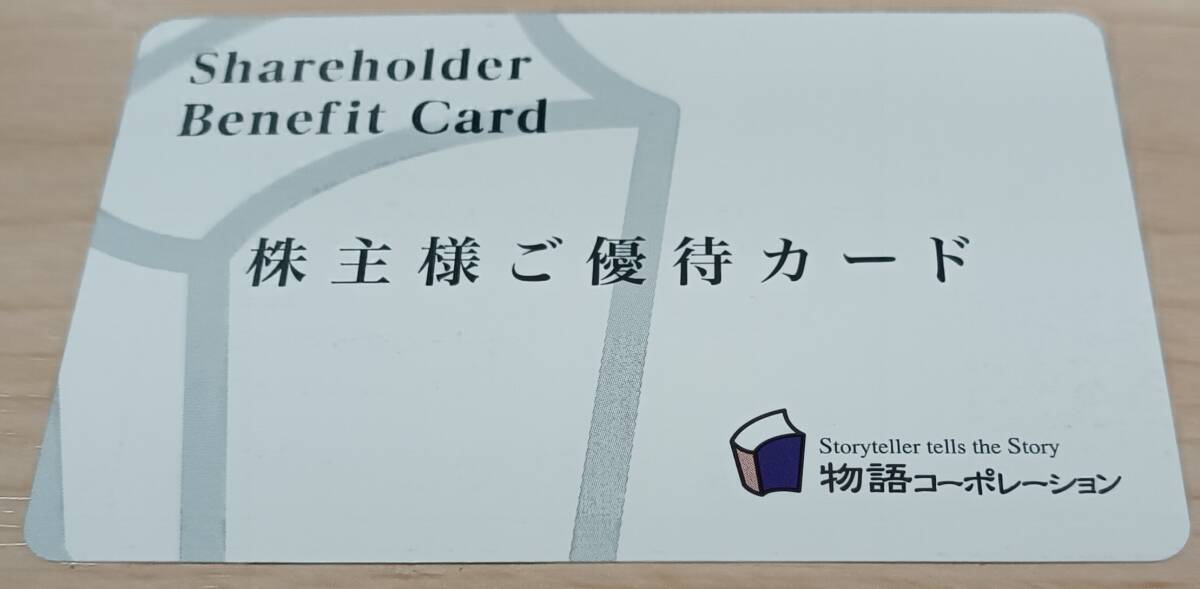 Shareholder
Benefit Card
株主様ご優待カード
Storyteller tells the Story
物語コーポレーション